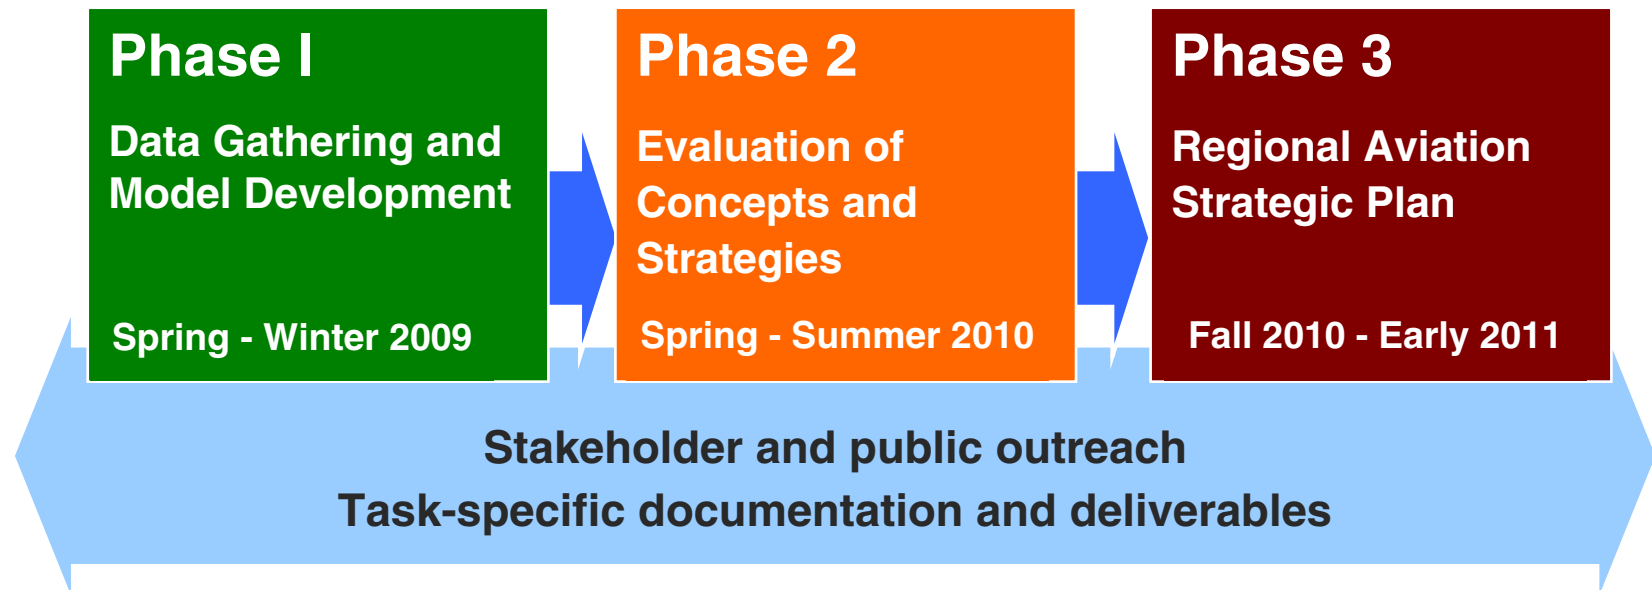 Phase I
Data Gathering and
Model Development
Spring - Winter 2009
Phase 2
Evaluation of
Concepts and
Strategies
Spring - Summer 2010
Phase 3
Regional Aviation
Strategic Plan
Fall 2010 - Early 2011
Stakeholder and public outreach
Task-specific documentation and deliverables